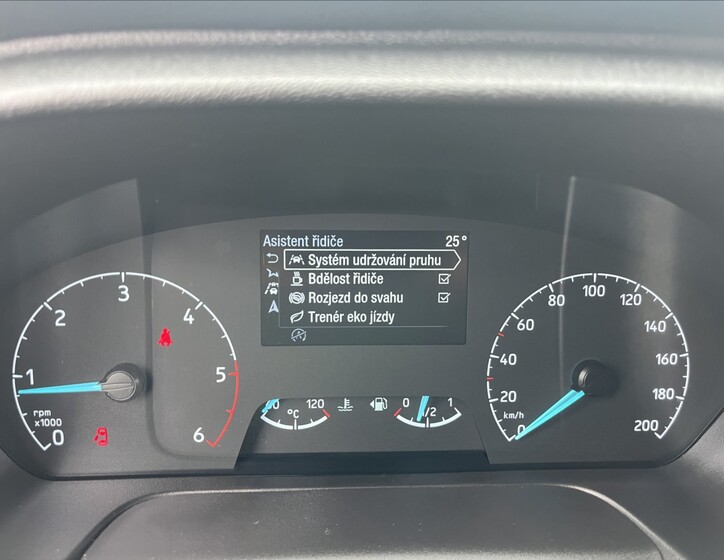 Asistent řidiče 25°
Systém udržování pruhu
Bdělost řidiče
Rozjezd do svahu
Trenér eko jízdy
0 1 2 3 4 5 6
rpm
x1000
120
°C
0 1/2 1
0 20 40 60 80 100 120 140 160 180 200
km/h